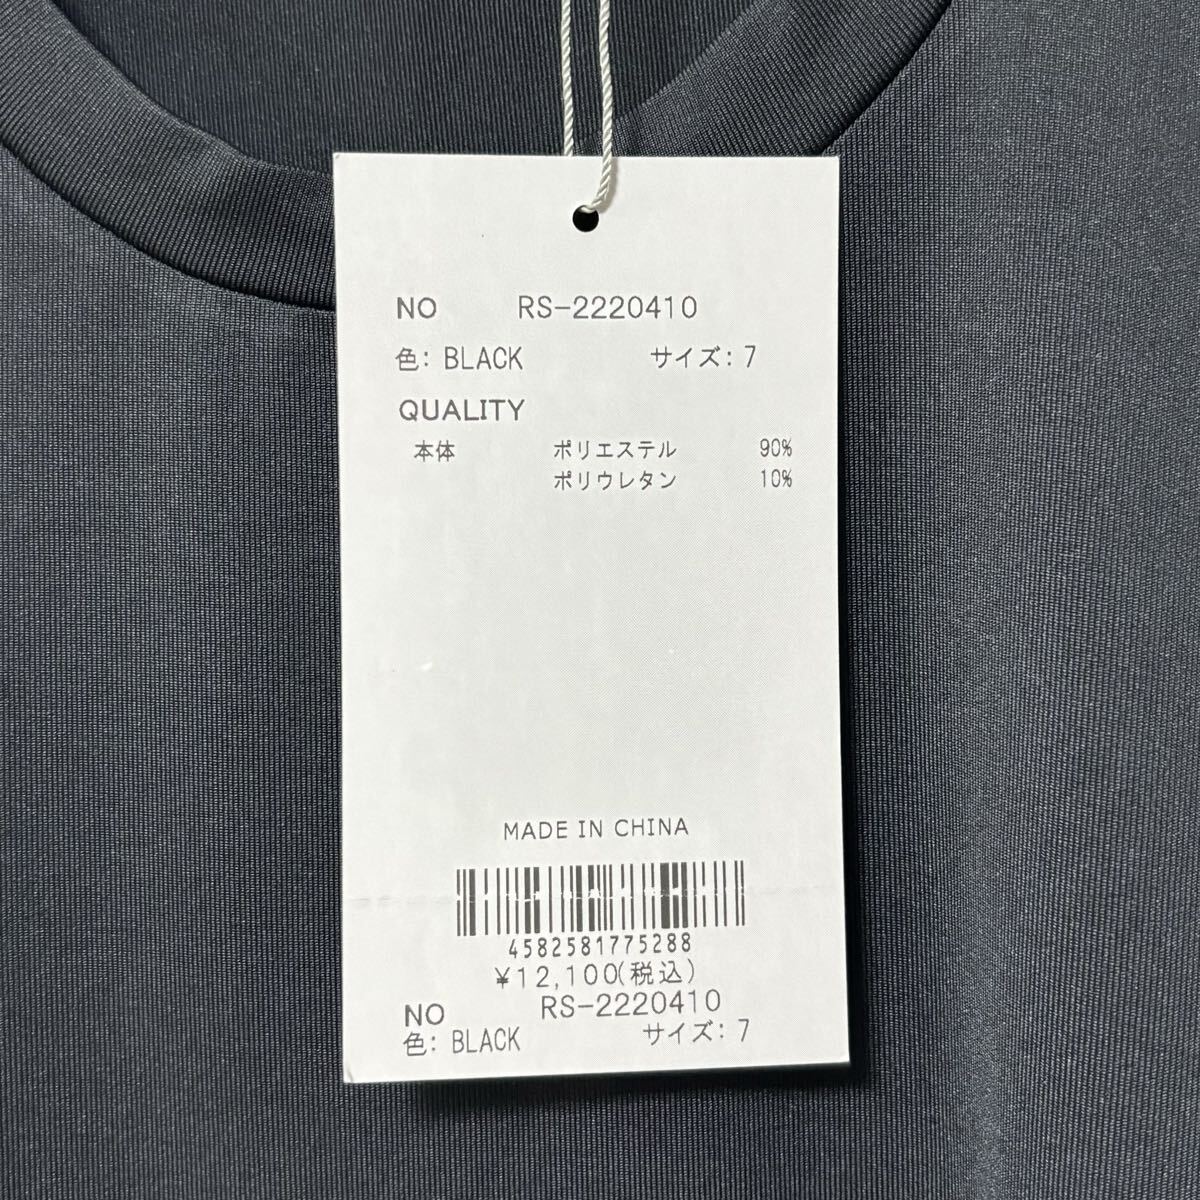 NO RS-2220410
色: BLACK サイズ: 7
QUALITY
本体 ポリエステル 90%
ポリウレタン 10%
MADE IN CHINA
4582581775288
¥12,100(税込)
NO RS-2220410
色: BLACK サイズ: 7